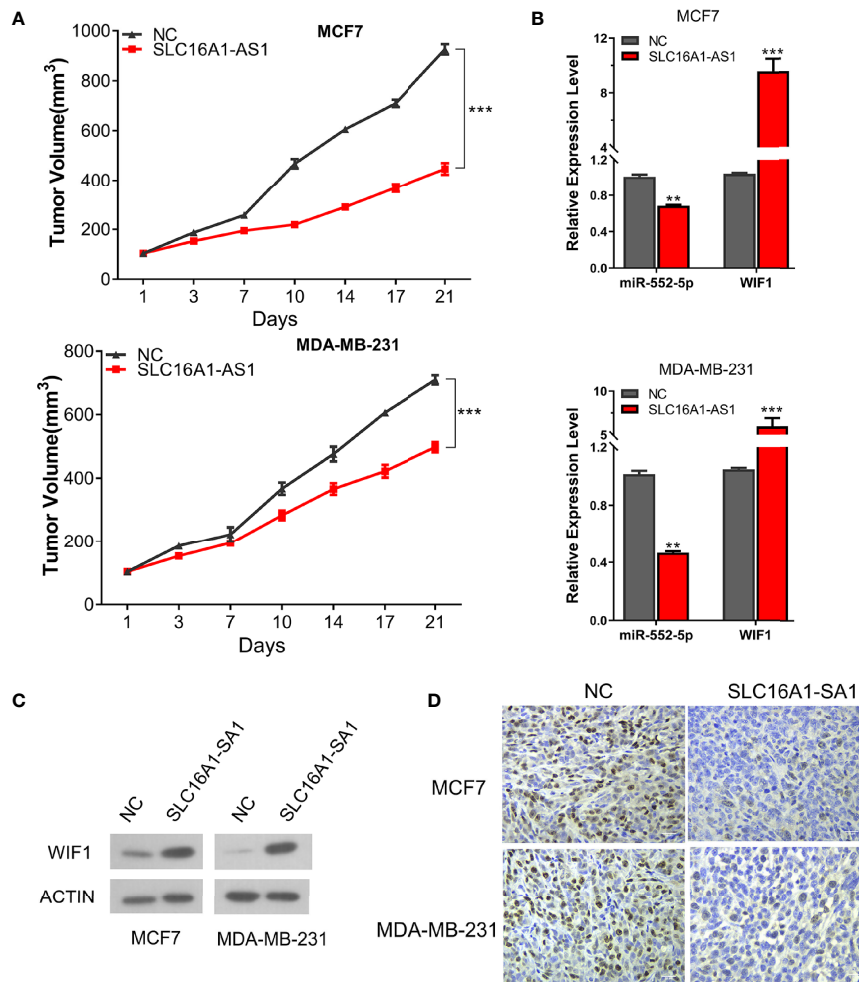 A
MCF7
NC
SLC16A1-AS1
Tumor Volume(mm³)
1000
800
600
400
200
0
***
1 3 7 10 14 17 21
Days
MDA-MB-231
NC
SLC16A1-AS1
Tumor Volume(mm³)
800
600
400
200
0
***
1 3 7 10 14 17 21
Days
B
MCF7
NC
SLC16A1-AS1
Relative Expression Level
12
8
4
1.2
0.8
0.4
0.0
**
***
miR-552-5p WIF1
MDA-MB-231
NC
SLC16A1-AS1
Relative Expression Level
10
5
1.2
0.8
0.4
0.0
**
***
miR-552-5p WIF1
C
NC SLC16A1-SA1 NC SLC16A1-SA1
WIF1
ACTIN
MCF7 MDA-MB-231
D
NC SLC16A1-SA1
MCF7
MDA-MB-231